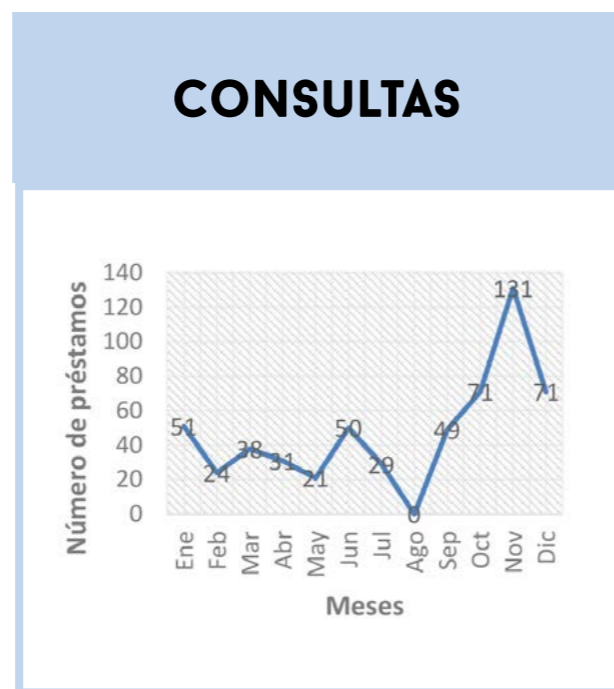 CONSULTAS
Número de préstamos
140
120
100
80
60
40
20
0
51
24
38
31
21
50
29
0
49
71
131
71
Ene
Feb
Mar
Abr
May
Jun
Jul
Ago
Sep
Oct
Nov
Dic
Meses